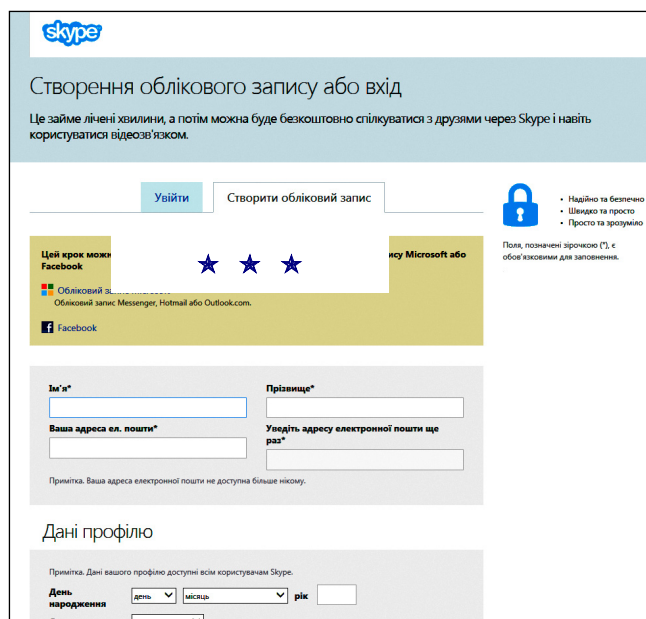 skype
Створення облікового запису або вхід
Це займе лічені хвилини, а потім можна буде безкоштовно спілкуватися з друзями через Skype і навіть
користуватися відеозв'язком.
Увійти
Створити обліковий запис
• Надійно та безпечно
• Швидко та просто
• Просто та зрозуміло
Поля, позначені зірочкою (*), є
обов'язковими для заповнення.
Цей крок Microsoft або
Facebook
Обліковий
Обліковий запис Messenger, Hotmail або Outlook.com.
Facebook
Ім'я*
Прізвище*
Ваша адреса ел. пошти*
Уведіть адресу електронної пошти ще
раз*
Примітка. Ваша адреса електронної пошти не доступна більше нікому.
Дані профілю
Примітка. Дані вашого профілю доступні всім користувачам Skype.
День
народження
день
місяць
рік